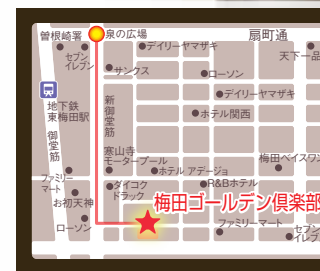 曽根崎署
泉の広場
扇町通
セブン
イレブン
デイリーヤマザキ
天下一品
サンクス
ローソン
地下鉄
東梅田駅
新御堂筋
デイリーヤマザキ
ホテル関西
御堂筋
寒山寺
モータープール
梅田ベイスワン
ホテル アデージョ
ファミリー
マート
ダイコク
ドラック
R&Bホテル
お初天神
梅田ゴールデン倶楽部
ローソン
ファミリーマート
セブン
イレブ